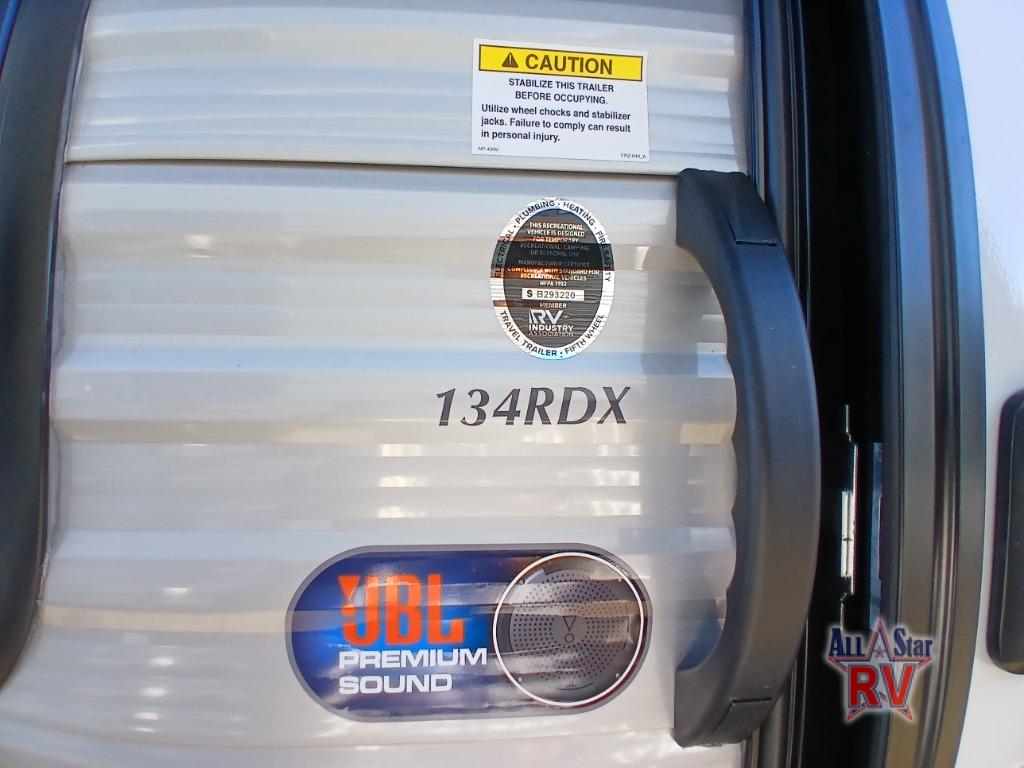 CAUTION
STABILIZE THIS TRAILER
BEFORE OCCUPYING.
Utilize wheel chocks and stabilizer
jacks. Failure to comply can result
in personal injury.
ELECTRICAL · PLUMBING · HEATING · FIRE SAFETY
THIS RECREATIONAL
VEHICLE IS DESIGNED
FOR TEMPORARY
RECREATIONAL, CAMPING,
OR SEASONAL USE
MANUFACTURER CERTIFIES
COMPLIANCE WITH STANDARD FOR
RECREATIONAL VEHICLES
NFPA 1192
S B293220
MEMBER
RV
INDUSTRY
ASSOCIATION
TRAVEL TRAILER · FIFTH WHEEL
134RDX
JBL
PREMIUM
SOUND
All Star
RV